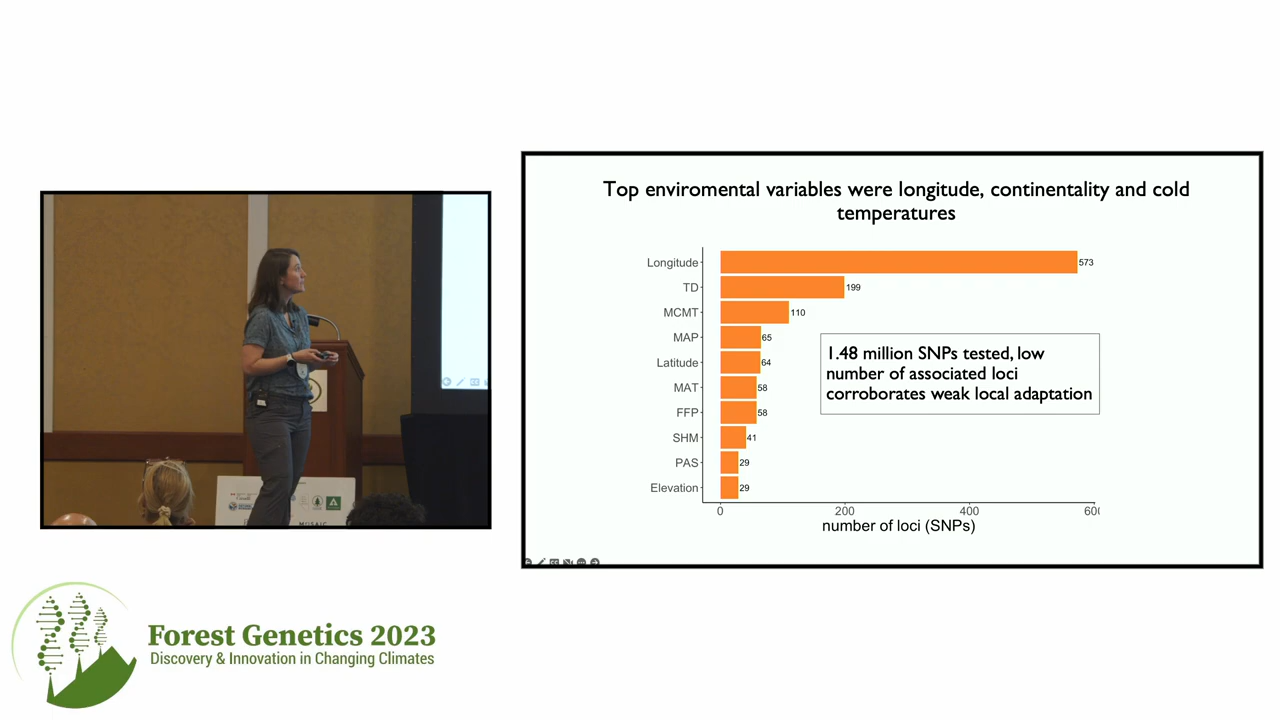 Top enviromental variables were longitude, continentality and cold
temperatures
Longitude
573
TD
199
MCMT
110
MAP
65
Latitude
64
MAT
58
FFP
58
SHM
41
PAS
29
Elevation
29
1.48 million SNPs tested, low
number of associated loci
corroborates weak local adaptation
0
200
400
number of loci (SNPs)
MOSAIC
Forest Genetics 2023
Discovery & Innovation in Changing Climates